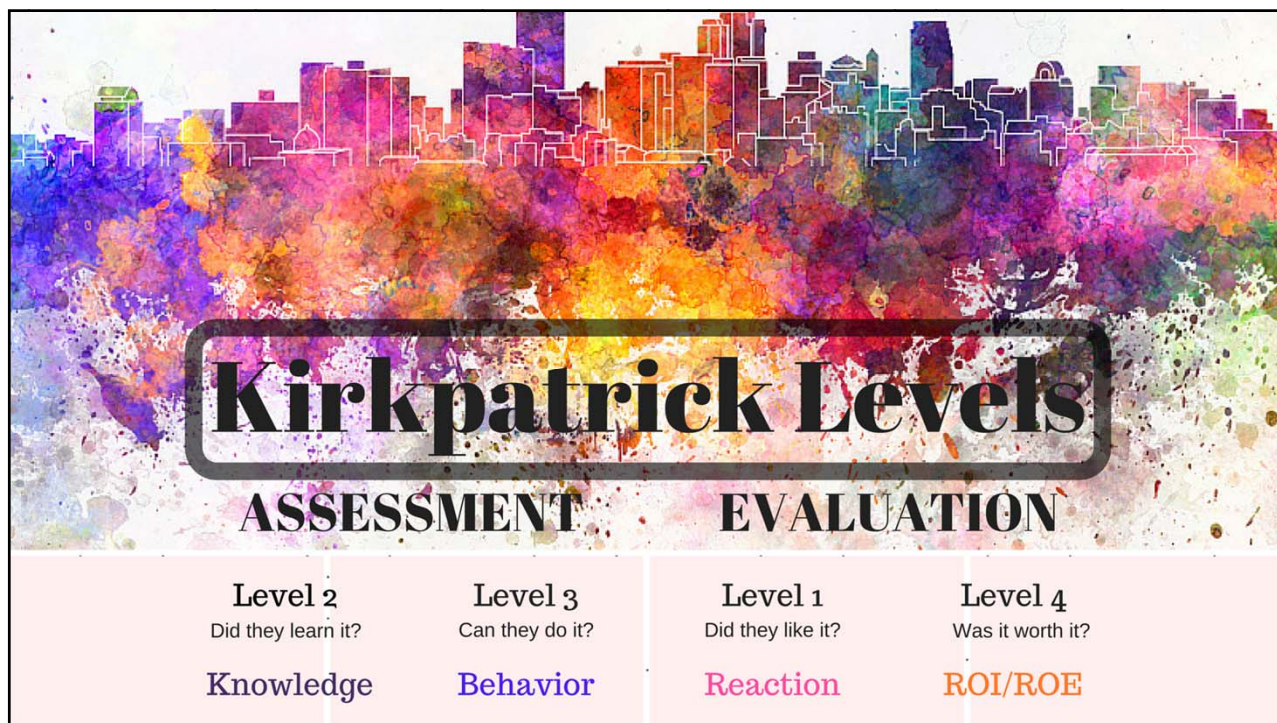 Kirkpatrick Levels
ASSESSMENT EVALUATION
Level 2 Level 3 Level 1 Level 4
Did they learn it? Can they do it? Did they like it? Was it worth it?
Knowledge Behavior Reaction ROI/ROE